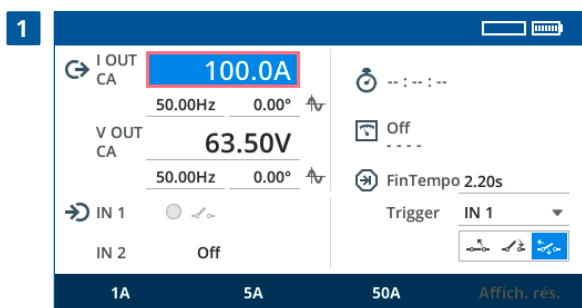 1
I OUT CA 100.0A
50.00Hz 0.00°
-- : -- : --
V OUT CA 63.50V
Off
- - - -
50.00Hz 0.00°
FinTempo 2.20s
IN 1
Trigger IN 1
IN 2 Off
1A 5A 50A Affich. rés.